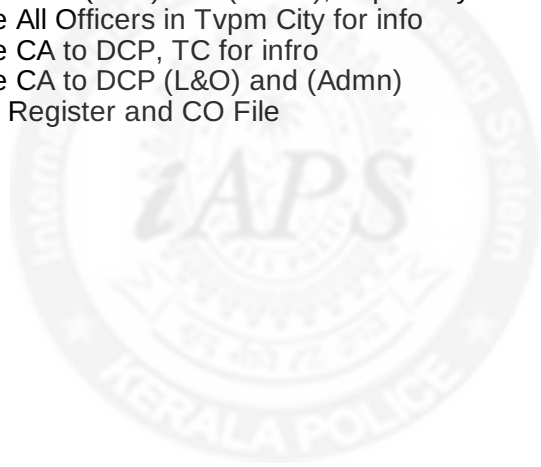 e All Officers in Tvpm City for info
e CA to DCP, TC for infro
e CA to DCP (L&O) and (Admn)
Register and CO File
iAPS
KERALA POLICE